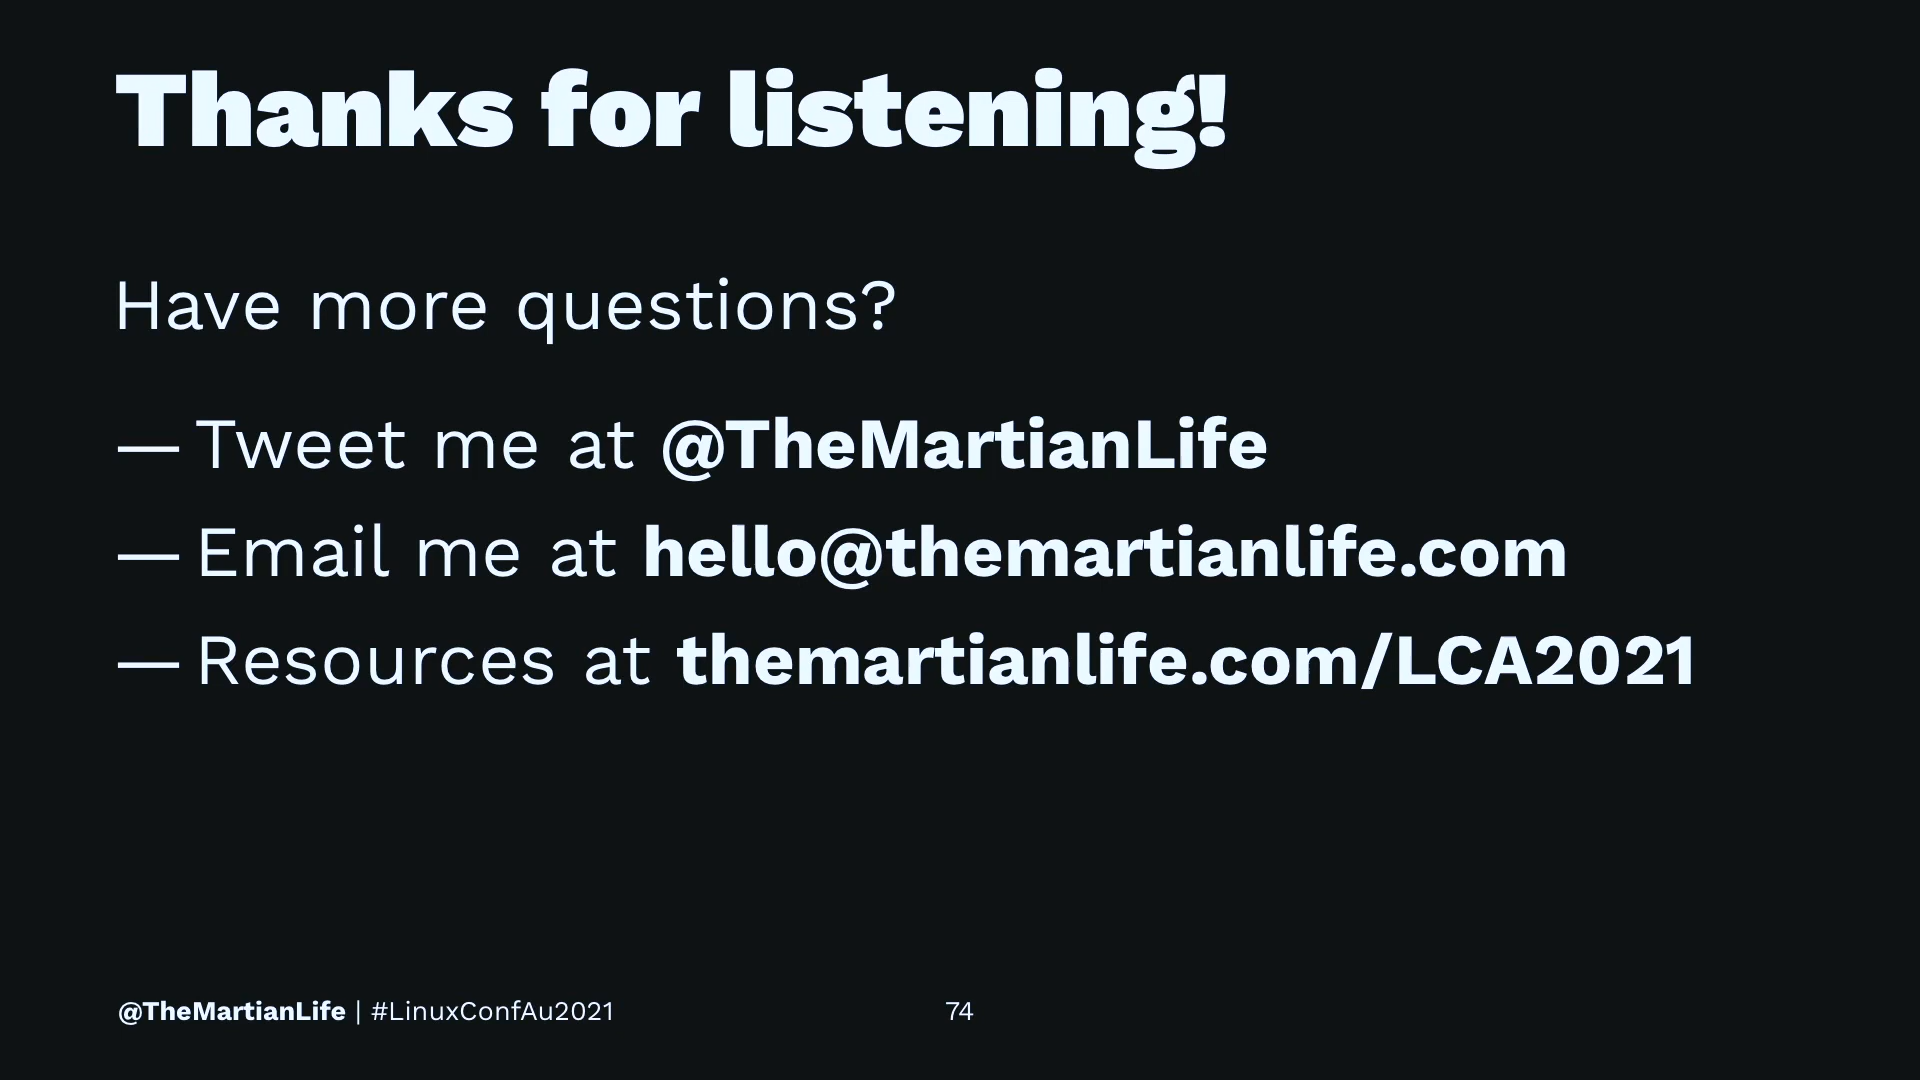 Thanks for listening!
Have more questions?
— Tweet me at @TheMartianLife
— Email me at hello@themartianlife.com
— Resources at themartianlife.com/LCA2021
@TheMartianLife | #LinuxConfAu2021
74